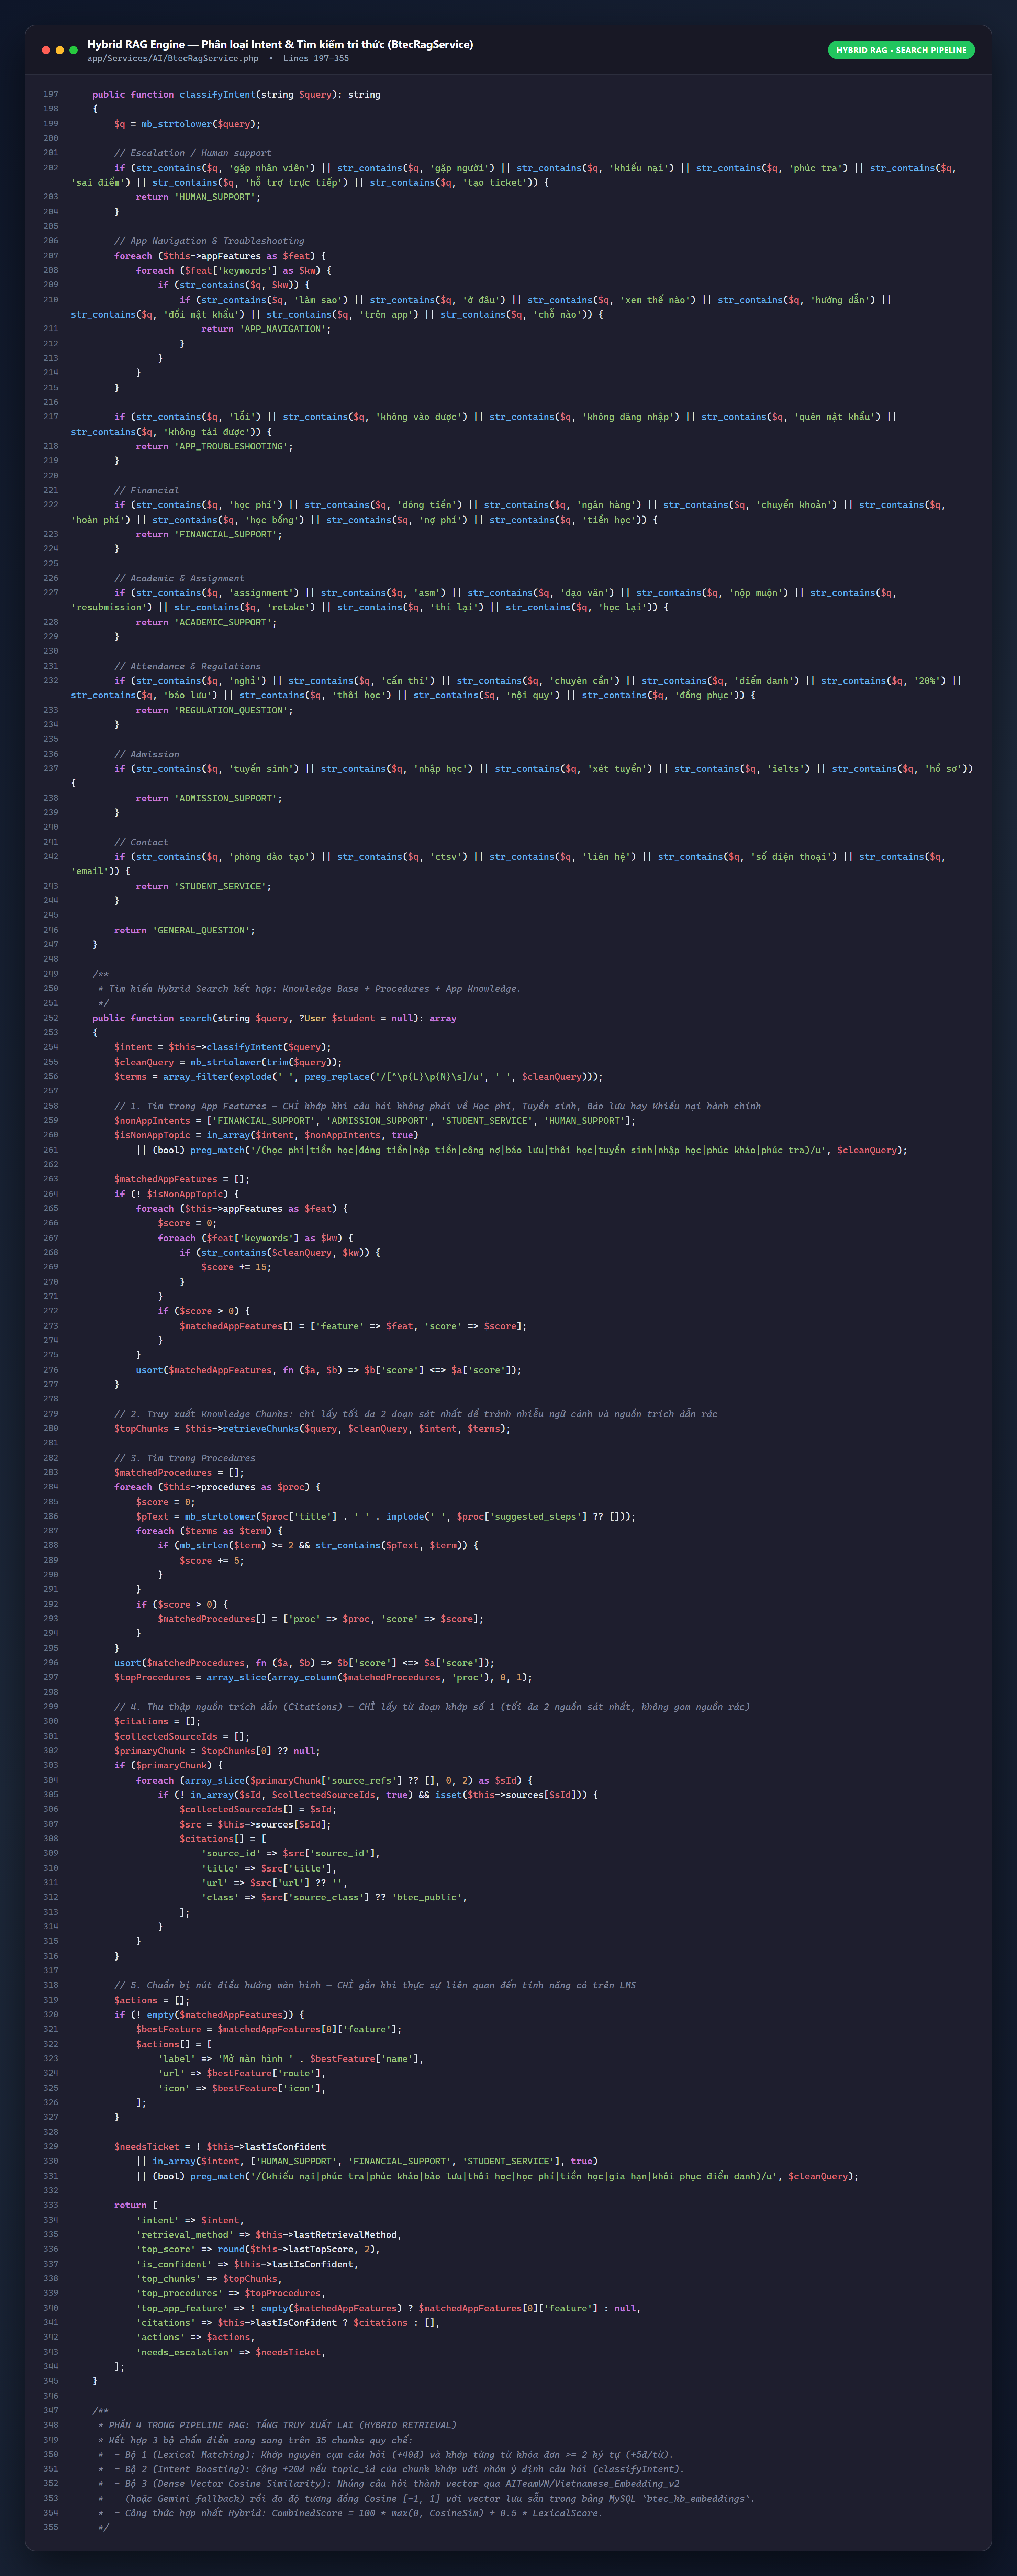 Hybrid RAG Engine — Phân loại Intent & Tìm kiếm tri thức (BtecRagService)
app/Services/AI/BtecRagService.php • Lines 197–355
HYBRID RAG • SEARCH PIPELINE
197 public function classifyIntent(string $query): string
198 {
199 $q = mb_strtolower($query);
200
201 // Escalation / Human support
202 if (str_contains($q, 'gặp nhân viên') || str_contains($q, 'gặp người') || str_contains($q, 'khiếu nại') || str_contains($q, 'phúc tra') || str_contains($q,
'sai điểm') || str_contains($q, 'hỗ trợ trực tiếp') || str_contains($q, 'tạo ticket')) {
203 return 'HUMAN_SUPPORT';
204 }
205
206 // App Navigation & Troubleshooting
207 foreach ($this->appFeatures as $feat) {
208 foreach ($feat['keywords'] as $kw) {
209 if (str_contains($q, $kw)) {
210 if (str_contains($q, 'làm sao') || str_contains($q, 'ở đâu') || str_contains($q, 'xem thế nào') || str_contains($q, 'hướng dẫn') ||
str_contains($q, 'đổi mật khẩu') || str_contains($q, 'trên app') || str_contains($q, 'chỗ nào')) {
211 return 'APP_NAVIGATION';
212 }
213 }
214 }
215 }
216
217 if (str_contains($q, 'lỗi') || str_contains($q, 'không vào được') || str_contains($q, 'không đăng nhập') || str_contains($q, 'quên mật khẩu') ||
str_contains($q, 'không tải được')) {
218 return 'APP_TROUBLESHOOTING';
219 }
220
221 // Financial
222 if (str_contains($q, 'học phí') || str_contains($q, 'đóng tiền') || str_contains($q, 'ngân hàng') || str_contains($q, 'chuyển khoản') || str_contains($q,
'hoàn phí') || str_contains($q, 'học bổng') || str_contains($q, 'nợ phí') || str_contains($q, 'tiền học')) {
223 return 'FINANCIAL_SUPPORT';
224 }
225
226 // Academic & Assignment
227 if (str_contains($q, 'assignment') || str_contains($q, 'asm') || str_contains($q, 'đạo văn') || str_contains($q, 'nộp muộn') || str_contains($q,
'resubmission') || str_contains($q, 'retake') || str_contains($q, 'thi lại') || str_contains($q, 'học lại')) {
228 return 'ACADEMIC_SUPPORT';
229 }
230
231 // Attendance & Regulations
232 if (str_contains($q, 'nghỉ') || str_contains($q, 'cấm thi') || str_contains($q, 'chuyên cần') || str_contains($q, 'điểm danh') || str_contains($q, '20%') ||
str_contains($q, 'bảo lưu') || str_contains($q, 'thôi học') || str_contains($q, 'nội quy') || str_contains($q, 'đồng phục')) {
233 return 'REGULATION_QUESTION';
234 }
235
236 // Admission
237 if (str_contains($q, 'tuyển sinh') || str_contains($q, 'nhập học') || str_contains($q, 'xét tuyển') || str_contains($q, 'ielts') || str_contains($q, 'hồ sơ'))
{
238 return 'ADMISSION_SUPPORT';
239 }
240
241 // Contact
242 if (str_contains($q, 'phòng đào tạo') || str_contains($q, 'ctsv') || str_contains($q, 'liên hệ') || str_contains($q, 'số điện thoại') || str_contains($q,
'email')) {
243 return 'STUDENT_SERVICE';
244 }
245
246 return 'GENERAL_QUESTION';
247 }
248
249 /**
250 * Tìm kiếm Hybrid Search kết hợp: Knowledge Base + Procedures + App Knowledge.
251 */
252 public function search(string $query, ?User $student = null): array
253 {
254 $intent = $this->classifyIntent($query);
255 $cleanQuery = mb_strtolower(trim($query));
256 $terms = array_filter(explode(' ', preg_replace('/[^\p{L}\p{N}\s]/u', ' ', $cleanQuery)));
257
258 // 1. Tìm trong App Features — CHỈ khớp khi câu hỏi không phải về Học phí, Tuyển sinh, Bảo lưu hay Khiếu nại hành chính
259 $nonAppIntents = ['FINANCIAL_SUPPORT', 'ADMISSION_SUPPORT', 'STUDENT_SERVICE', 'HUMAN_SUPPORT'];
260 $isNonAppTopic = in_array($intent, $nonAppIntents, true)
261 || (bool) preg_match('/(học phí|tiền học|đóng tiền|nộp tiền|công nợ|bảo lưu|thôi học|tuyển sinh|nhập học|phúc khảo|phúc tra)/u', $cleanQuery);
262
263 $matchedAppFeatures = [];
264 if (! $isNonAppTopic) {
265 foreach ($this->appFeatures as $feat) {
266 $score = 0;
267 foreach ($feat['keywords'] as $kw) {
268 if (str_contains($cleanQuery, $kw)) {
269 $score += 15;
270 }
271 }
272 if ($score > 0) {
273 $matchedAppFeatures[] = ['feature' => $feat, 'score' => $score];
274 }
275 }
276 usort($matchedAppFeatures, fn ($a, $b) => $b['score'] <=> $a['score']);
277 }
278
279 // 2. Truy xuất Knowledge Chunks: chỉ lấy tối đa 2 đoạn sát nhất để tránh nhiễu ngữ cảnh và nguồn trích dẫn rác
280 $topChunks = $this->retrieveChunks($query, $cleanQuery, $intent, $terms);
281
282 // 3. Tìm trong Procedures
283 $matchedProcedures = [];
284 foreach ($this->procedures as $proc) {
285 $score = 0;
286 $pText = mb_strtolower($proc['title'] . ' ' . implode(' ', $proc['suggested_steps'] ?? []));
287 foreach ($terms as $term) {
288 if (mb_strlen($term) >= 2 && str_contains($pText, $term)) {
289 $score += 5;
290 }
291 }
292 if ($score > 0) {
293 $matchedProcedures[] = ['proc' => $proc, 'score' => $score];
294 }
295 }
296 usort($matchedProcedures, fn ($a, $b) => $b['score'] <=> $a['score']);
297 $topProcedures = array_slice(array_column($matchedProcedures, 'proc'), 0, 1);
298
299 // 4. Thu thập nguồn trích dẫn (Citations) — CHỈ lấy từ đoạn khớp số 1 (tối đa 2 nguồn sát nhất, không gom nguồn rác)
300 $citations = [];
301 $collectedSourceIds = [];
302 $primaryChunk = $topChunks[0] ?? null;
303 if ($primaryChunk) {
304 foreach (array_slice($primaryChunk['source_refs'] ?? [], 0, 2) as $sId) {
305 if (! in_array($sId, $collectedSourceIds, true) && isset($this->sources[$sId])) {
306 $collectedSourceIds[] = $sId;
307 $src = $this->sources[$sId];
308 $citations[] = [
309 'source_id' => $src['source_id'],
310 'title' => $src['title'],
311 'url' => $src['url'] ?? '',
312 'class' => $src['source_class'] ?? 'btec_public',
313 ];
314 }
315 }
316 }
317
318 // 5. Chuẩn bị nút điều hướng màn hình — CHỈ gắn khi thực sự liên quan đến tính năng có trên LMS
319 $actions = [];
320 if (! empty($matchedAppFeatures)) {
321 $bestFeature = $matchedAppFeatures[0]['feature'];
322 $actions[] = [
323 'label' => 'Mở màn hình ' . $bestFeature['name'],
324 'url' => $bestFeature['route'],
325 'icon' => $bestFeature['icon'],
326 ];
327 }
328
329 $needsTicket = ! $this->lastIsConfident
330 || in_array($intent, ['HUMAN_SUPPORT', 'FINANCIAL_SUPPORT', 'STUDENT_SERVICE'], true)
331 || (bool) preg_match('/(khiếu nại|phúc tra|phúc khảo|bảo lưu|thôi học|học phí|tiền học|gia hạn|khôi phục điểm danh)/u', $cleanQuery);
332
333 return [
334 'intent' => $intent,
335 'retrieval_method' => $this->lastRetrievalMethod,
336 'top_score' => round($this->lastTopScore, 2),
337 'is_confident' => $this->lastIsConfident,
338 'top_chunks' => $topChunks,
339 'top_procedures' => $topProcedures,
340 'top_app_feature' => ! empty($matchedAppFeatures) ? $matchedAppFeatures[0]['feature'] : null,
341 'citations' => $this->lastIsConfident ? $citations : [],
342 'actions' => $actions,
343 'needs_escalation' => $needsTicket,
344 ];
345 }
346
347 /**
348 * PHẦN 4 TRONG PIPELINE RAG: TẦNG TRUY XUẤT LAI (HYBRID RETRIEVAL)
349 * Kết hợp 3 bộ chấm điểm song song trên 35 chunks quy chế:
350 * – Bộ 1 (Lexical Matching): Khớp nguyên cụm câu hỏi (+40đ) và khớp từng từ khóa đơn >= 2 ký tự (+5đ/từ).
351 * – Bộ 2 (Intent Boosting): Cộng +20đ nếu topic_id của chunk khớp với nhóm ý định câu hỏi (classifyIntent).
352 * – Bộ 3 (Dense Vector Cosine Similarity): Nhúng câu hỏi thành vector qua AITeamVN/Vietnamese_Embedding_v2
353 * (hoặc Gemini fallback) rồi đo độ tương đồng Cosine [-1, 1] với vector lưu sẵn trong bảng MySQL `btec_kb_embeddings`.
354 * – Công thức hợp nhất Hybrid: CombinedScore = 100 * max(0, CosineSim) + 0.5 * LexicalScore.
355 */